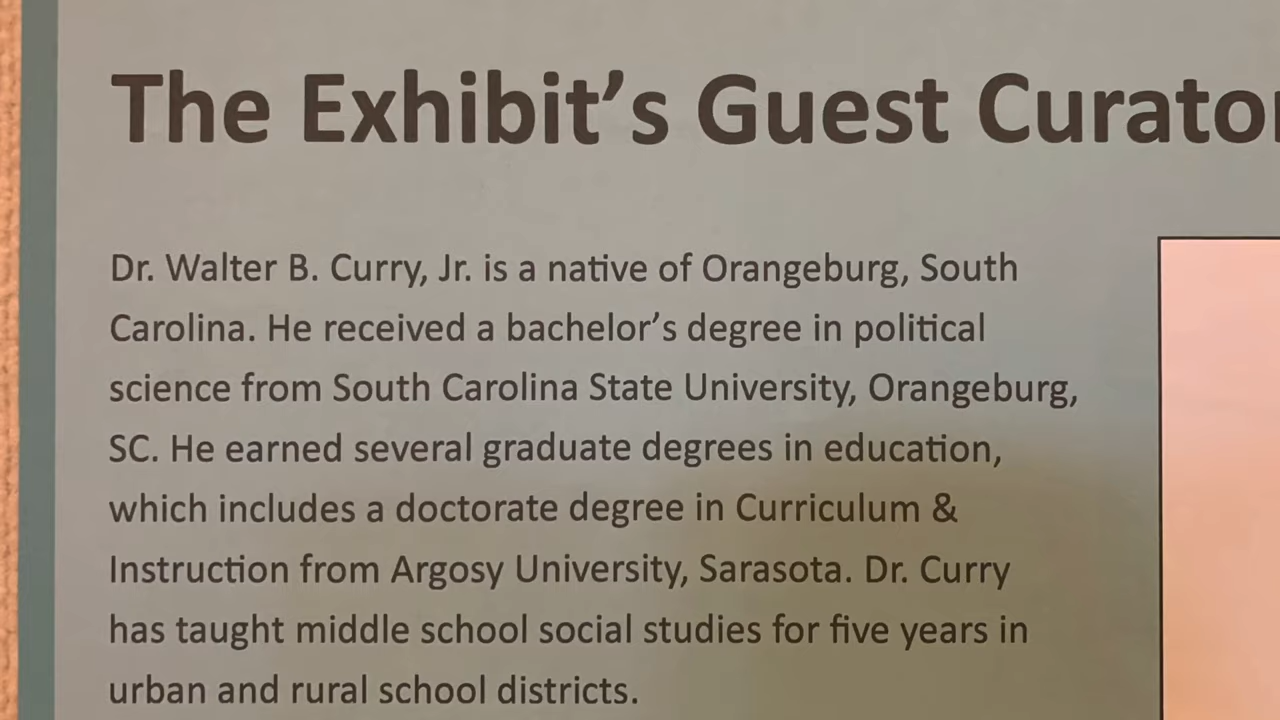 The Exhibit's Guest Curator
Dr. Walter B. Curry, Jr. is a native of Orangeburg, South
Carolina. He received a bachelor's degree in political
science from South Carolina State University, Orangeburg,
SC. He earned several graduate degrees in education,
which includes a doctorate degree in Curriculum &
Instruction from Argosy University, Sarasota. Dr. Curry
has taught middle school social studies for five years in
urban and rural school districts.